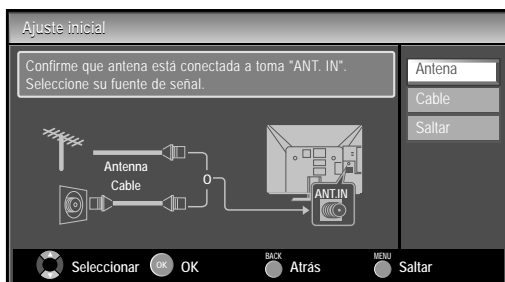 Ajuste inicial
Confirme que antena está conectada a toma "ANT. IN".
Seleccione su fuente de señal.
Antena
Cable
Saltar
Antenna
Cable
O
ANT.IN
Seleccionar
OK
OK
BACK
Atrás
MENU
Saltar